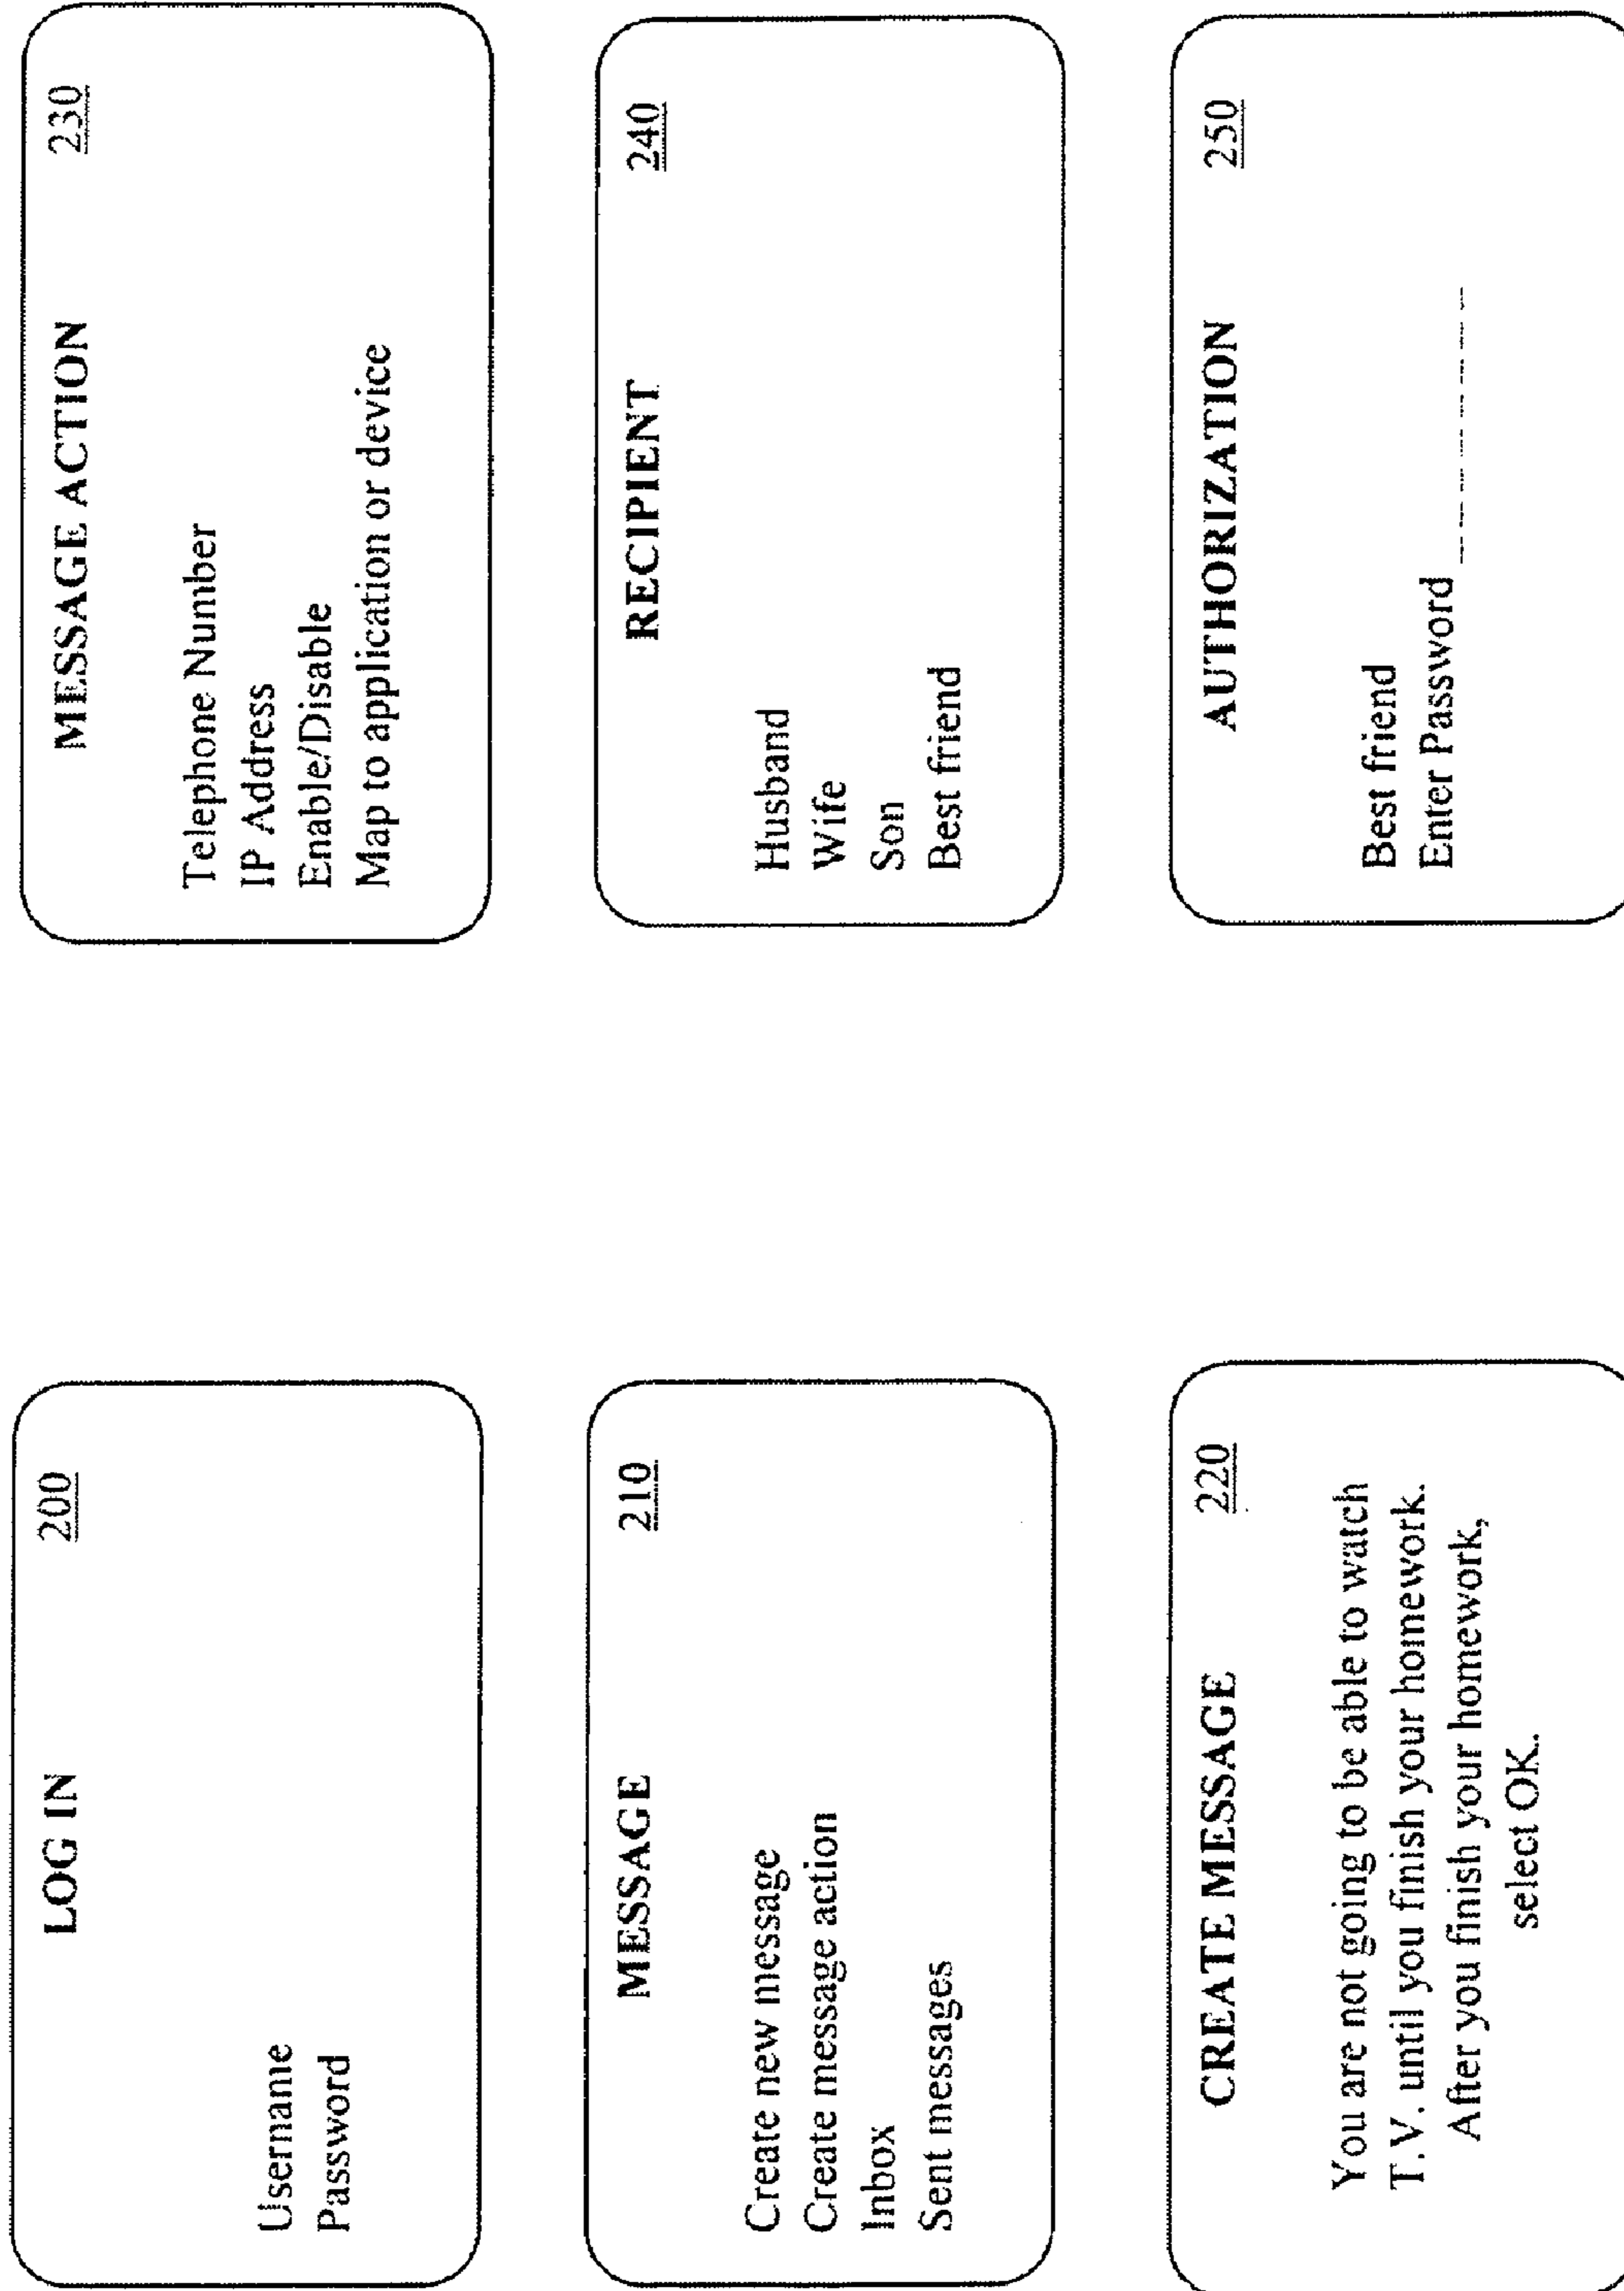 LOG IN 200
Username
Password
MESSAGE 210
Create new message
Create message action
Inbox
Sent messages
CREATE MESSAGE 220
You are not going to be able to watch
T.V. until you finish your homework.
After you finish your homework,
select OK.
MESSAGE ACTION 230
Telephone Number
IP Address
Enable/Disable
Map to application or device
RECIPIENT 240
Husband
Wife
Son
Best friend
AUTHORIZATION 250
Best friend
Enter Password